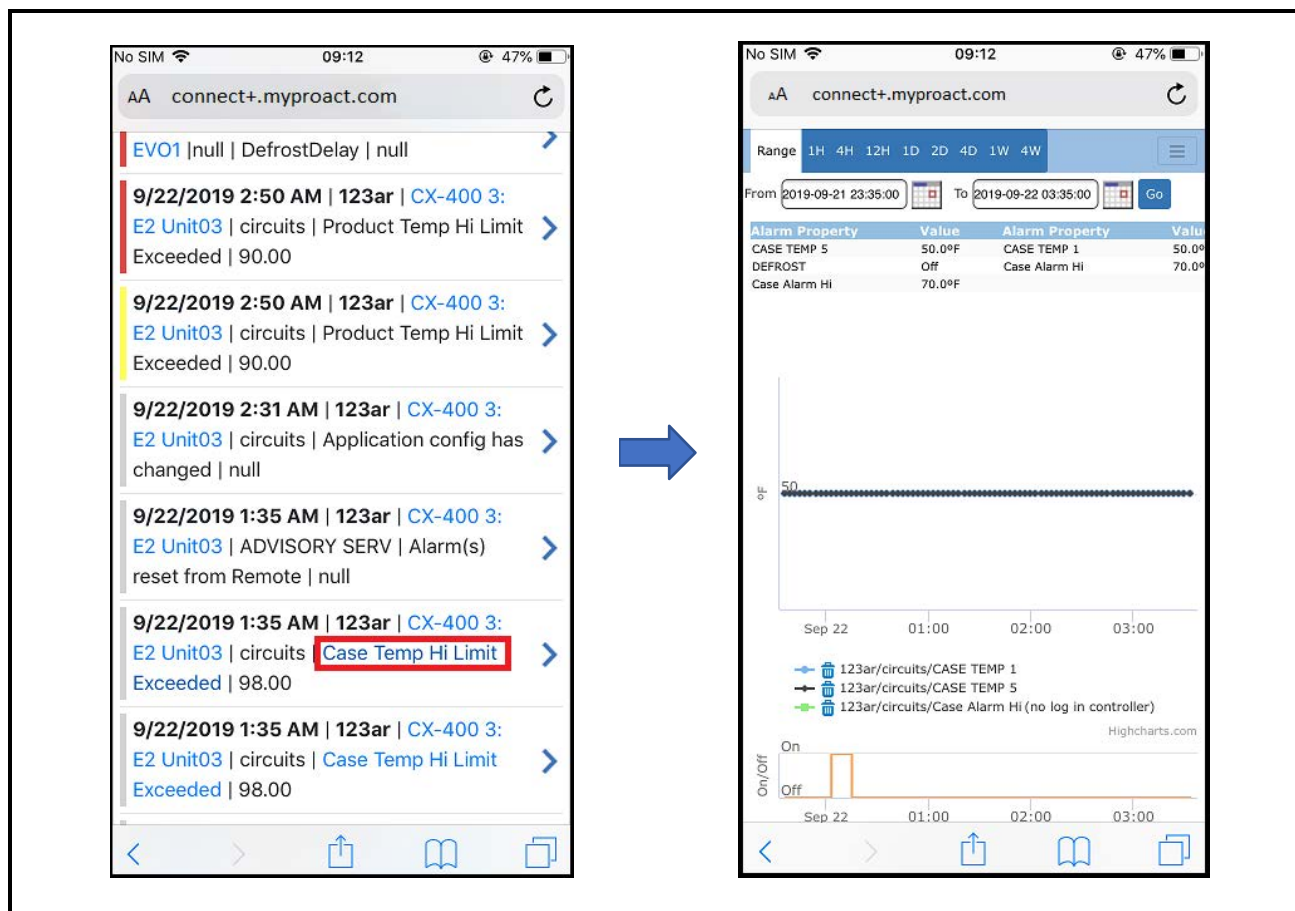 No SIM 09:12 47%
AA connect+.myproact.com
EVO1 |null | DefrostDelay | null
9/22/2019 2:50 AM | 123ar | CX-400 3:
E2 Unit03 | circuits | Product Temp Hi Limit
Exceeded | 90.00
9/22/2019 2:50 AM | 123ar | CX-400 3:
E2 Unit03 | circuits | Product Temp Hi Limit
Exceeded | 90.00
9/22/2019 2:31 AM | 123ar | CX-400 3:
E2 Unit03 | circuits | Application config has
changed | null
9/22/2019 1:35 AM | 123ar | CX-400 3:
E2 Unit03 | ADVISORY SERV | Alarm(s)
reset from Remote | null
9/22/2019 1:35 AM | 123ar | CX-400 3:
E2 Unit03 | circuits | Case Temp Hi Limit
Exceeded | 98.00
9/22/2019 1:35 AM | 123ar | CX-400 3:
E2 Unit03 | circuits | Case Temp Hi Limit
Exceeded | 98.00
No SIM 09:12 47%
AA connect+.myproact.com
Range 1H 4H 12H 1D 2D 4D 1W 4W
From 2019-09-21 23:35:00 To 2019-09-22 03:35:00 Go
Alarm Property Value Alarm Property Valu
CASE TEMP 5 50.0ºF CASE TEMP 1 50.0º
DEFROST Off Case Alarm Hi 70.0º
Case Alarm Hi 70.0ºF
ºF
50
Sep 22 01:00 02:00 03:00
123ar/circuits/CASE TEMP 1
123ar/circuits/CASE TEMP 5
123ar/circuits/Case Alarm Hi (no log in controller)
Highcharts.com
On/Off
On
Off
Sep 22 01:00 02:00 03:00